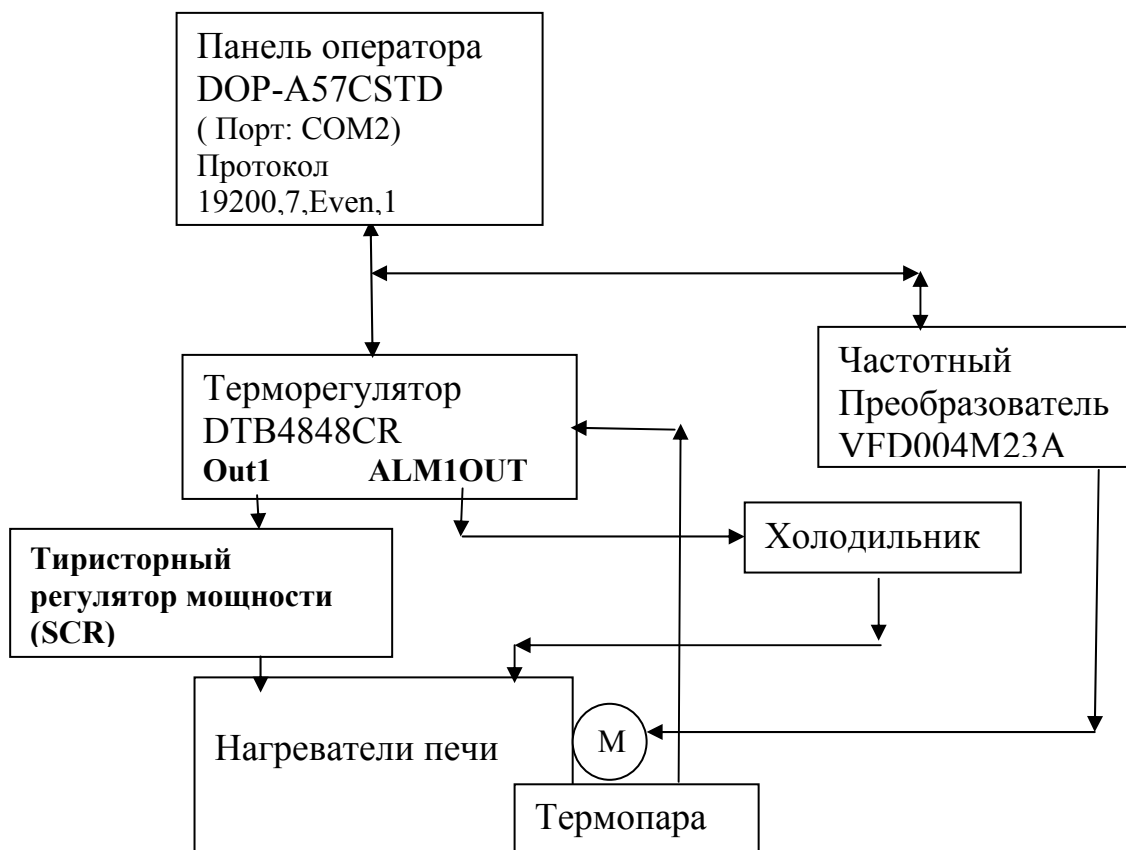 Панель оператора
DOP-A57CSTD
( Порт: COM2)
Протокол
19200,7,Even,1
Терморегулятор
DTB4848CR
Out1 ALM1OUT
Частотный
Преобразователь
VFD004M23A
Холодильник
Тиристорный
регулятор мощности
(SCR)
Нагреватели печи
М
Термопара